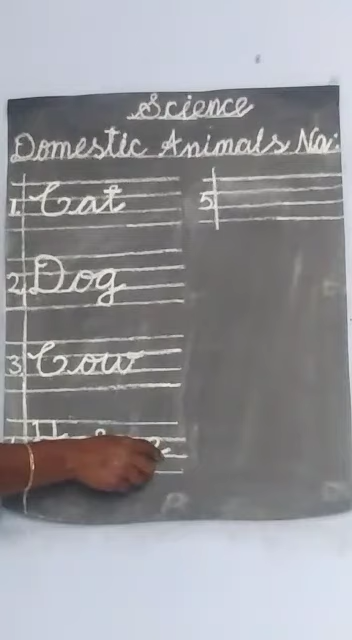 Science
Domestic Animals Na:
1. Cat
2. Dog
3. Cow
5